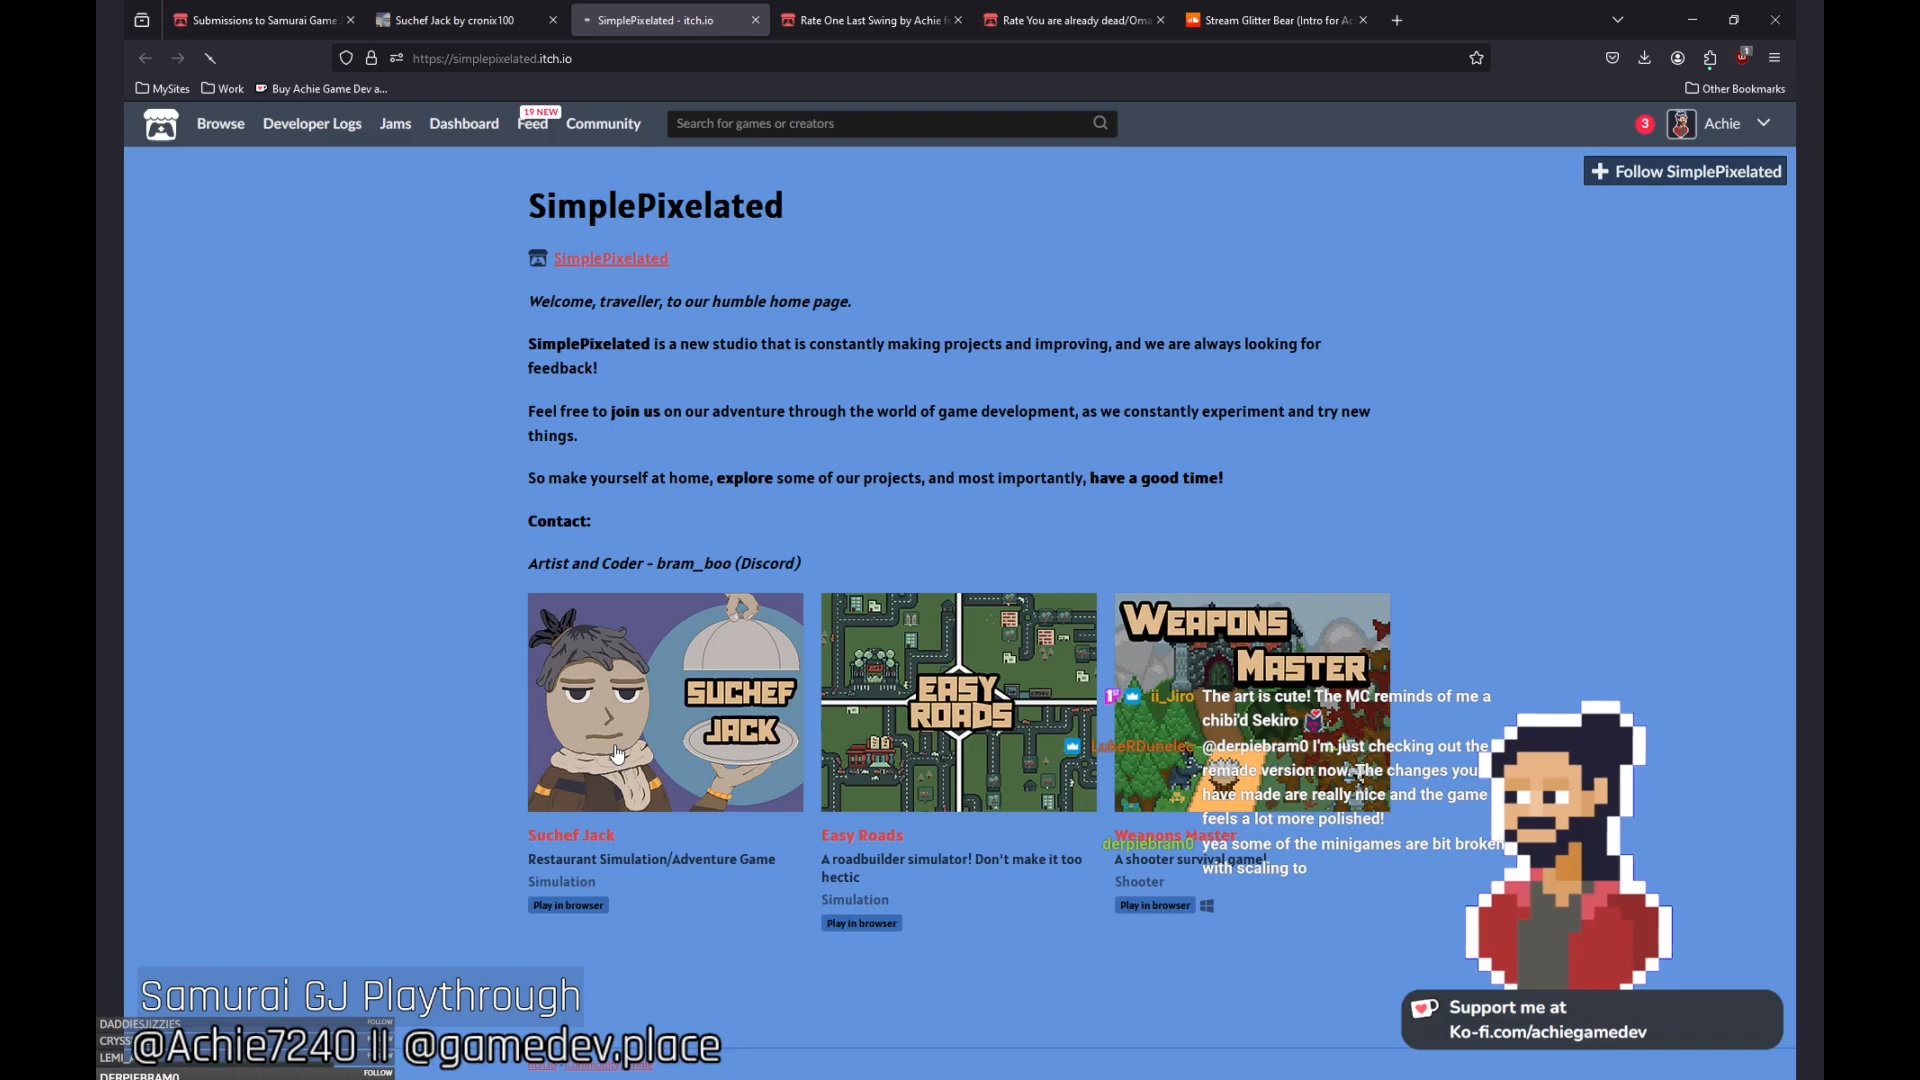 Submissions to Samurai Game J
Suchef Jack by cronix100
SimplePixelated - itch.io
Rate One Last Swing by Achie f
Rate You are already dead/Oma
Stream Glitter Bear (Intro for Ac
https://simplepixelated.itch.io
1
MySites
Work
Buy Achie Game Dev a...
Other Bookmarks
Browse
Developer Logs
Jams
Dashboard
19 NEW
Feed
Community
Search for games or creators
3
Achie
Follow SimplePixelated
SimplePixelated
SimplePixelated
Welcome, traveller, to our humble home page.
SimplePixelated is a new studio that is constantly making projects and improving, and we are always looking for
feedback!
Feel free to join us on our adventure through the world of game development, as we constantly experiment and try new
things.
So make yourself at home, explore some of our projects, and most importantly, have a good time!
Contact:
Artist and Coder - bram_boo (Discord)
SUCHEF
JACK
EASY
ROADS
WEAPONS
MASTER
Suchef Jack
Restaurant Simulation/Adventure Game
Simulation
Play in browser
Easy Roads
A roadbuilder simulator! Don't make it too
hectic
Simulation
Play in browser
Weapons Master
A shooter survival game!
Shooter
Play in browser
ii_Jiro The art is cute! The MC reminds of me a
chibi'd Sekiro
LukeRDunelec @derpiebram0 I'm just checking out the
remade version now. The changes you
have made are really nice and the game
feels a lot more polished!
derpiebram0 yea some of the minigames are bit broken
with scaling to
Samurai GJ Playthrough
DADDIESJIZZIES FOLLOW
@Achie7240 || @gamedev.place
DERPIEBRAM0 FOLLOW
Support me at
Ko-fi.com/achiegamedev